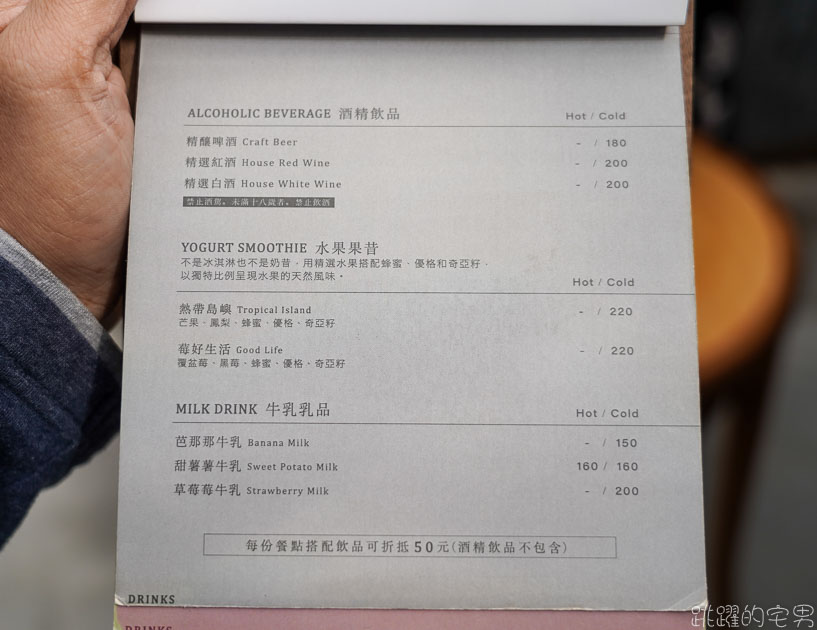 ALCOHOLIC BEVERAGE 酒精飲品 Hot / Cold
精釀啤酒 Craft Beer - / 180
精選紅酒 House Red Wine - / 200
精選白酒 House White Wine - / 200
禁止酒駕。未滿十八歲者。禁止飲酒
YOGURT SMOOTHIE 水果果昔
不是冰淇淋也不是奶昔，用精選水果搭配蜂蜜、優格和奇亞籽，
以獨特比例呈現水果的天然風味。
Hot / Cold
熱帶島嶼 Tropical Island - / 220
芒果、鳳梨、蜂蜜、優格、奇亞籽
莓好生活 Good Life - / 220
覆盆莓、黑莓、蜂蜜、優格、奇亞籽
MILK DRINK 牛乳乳品 Hot / Cold
芭那那牛乳 Banana Milk - / 150
甜薯薯牛乳 Sweet Potato Milk 160 / 160
草莓莓牛乳 Strawberry Milk - / 200
每份餐點搭配飲品可折抵50元(酒精飲品不包含)
DRINKS
DRINKS
跳躍的宅男